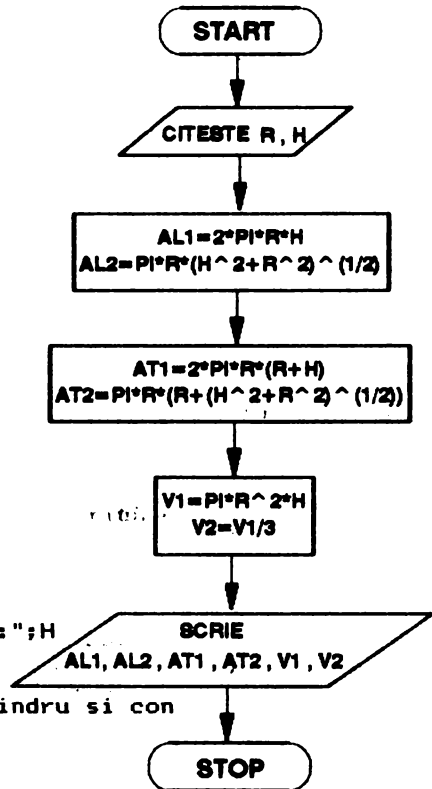 START
CITESTE R, H
AL1=2*PI*R*H
AL2=PI*R*(H^2+R^2)^(1/2)
AT1=2*PI*R*(R+H)
AT2=PI*R*(R+(H^2+R^2)^(1/2))
V1=PI*R^2*H
V2=V1/3
:";H
SCRIE
AL1, AL2, AT1, AT2, V1, V2
indru si con
STOP